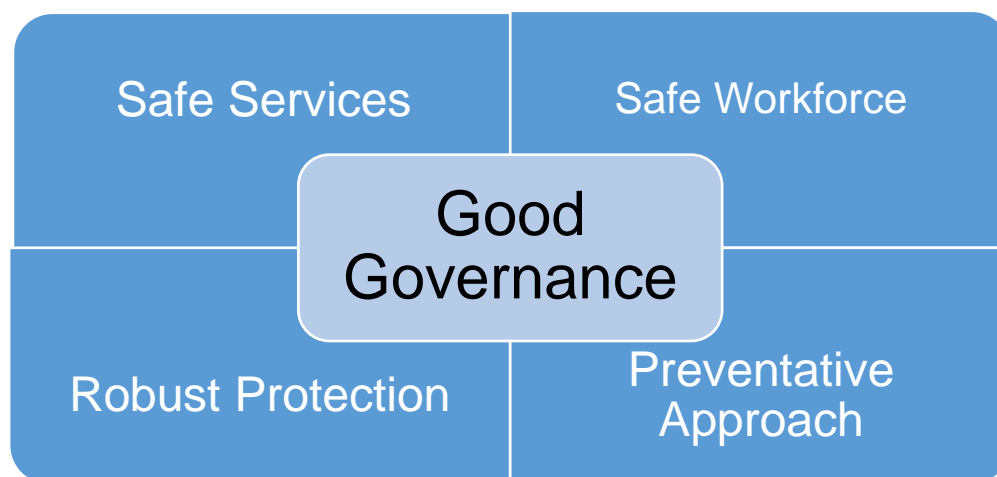 Safe Services
Safe Workforce
Good
Governance
Robust Protection
Preventative
Approach